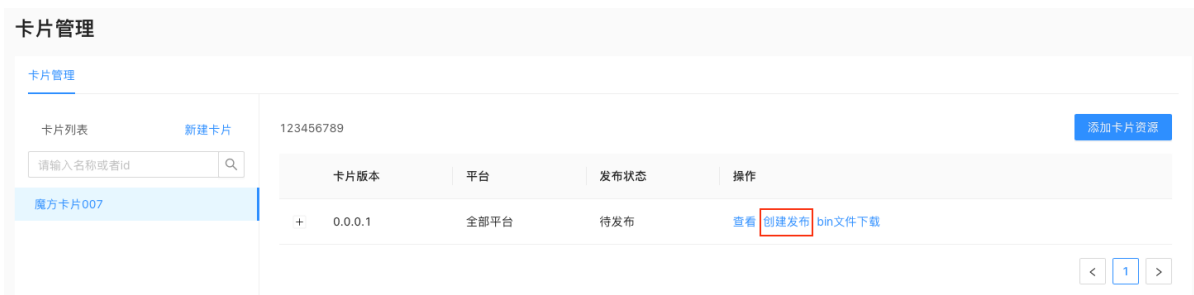 卡片管理
卡片管理
卡片列表 新建卡片
请输入名称或者id
魔方卡片007
123456789 添加卡片资源
卡片版本 平台 发布状态 操作
+ 0.0.0.1 全部平台 待发布 查看 创建发布 bin文件下载
< 1 >